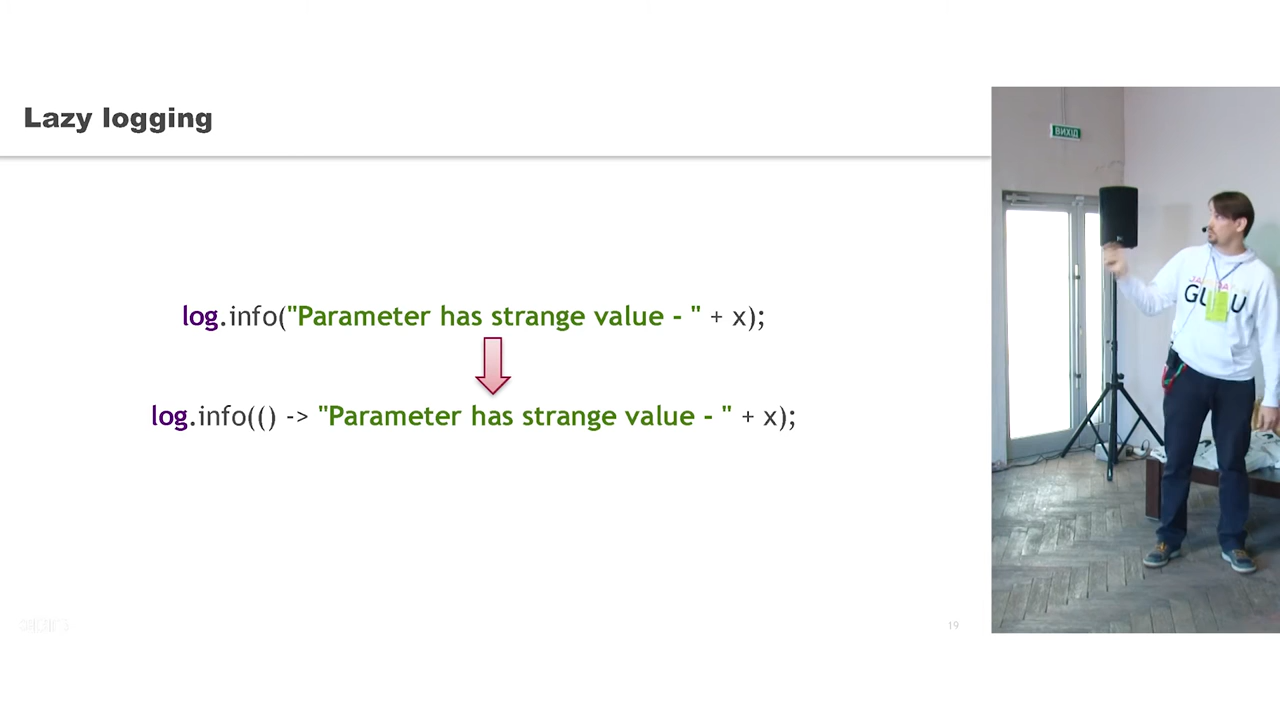 Lazy logging
log.info("Parameter has strange value - " + x);
log.info(() -> "Parameter has strange value - " + x);
19
ВИХІД